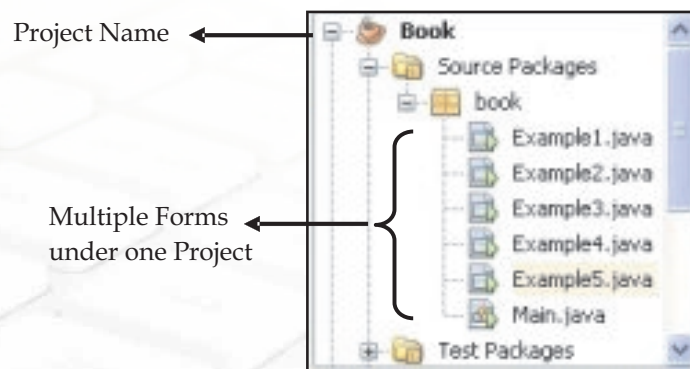 Project Name
Book
Source Packages
book
Example1.java
Example2.java
Example3.java
Example4.java
Multiple Forms
under one Project
Example5.java
Main.java
Test Packages